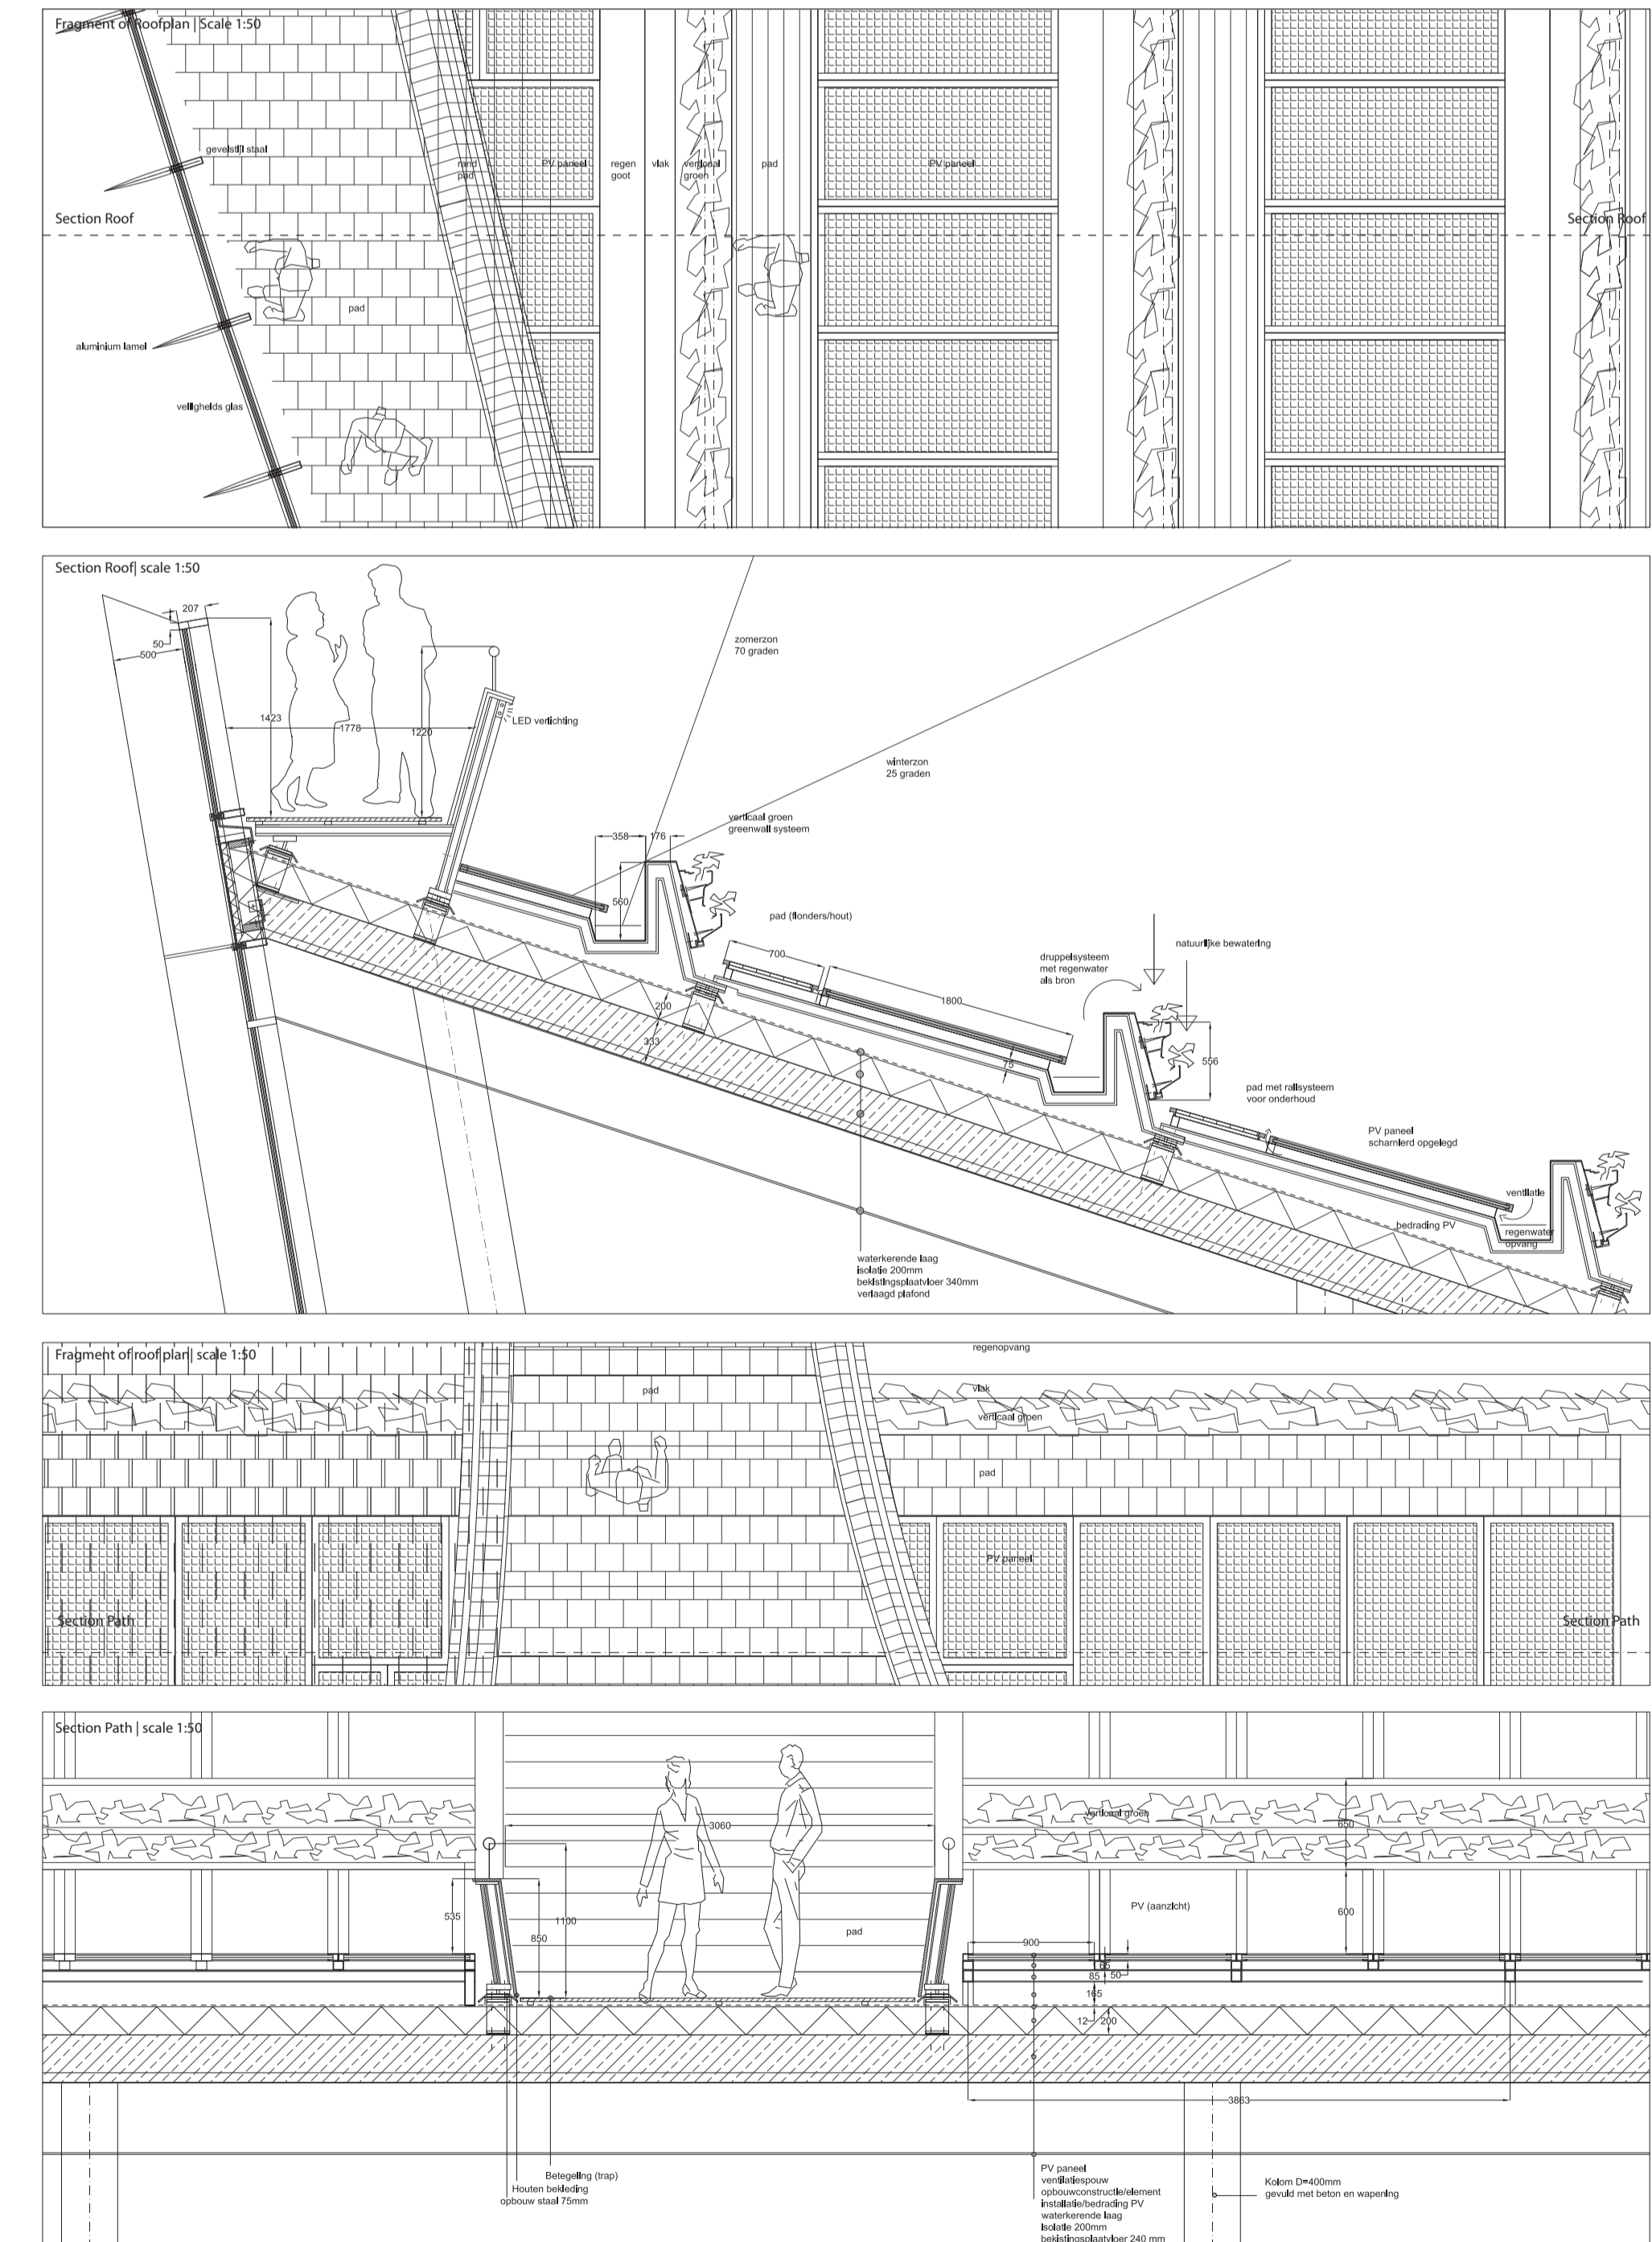 Fragment of Roofplan | Scale 1:50
gevelstijl staal
rand
pad
PV paneel
regen
goot
vlak
verticaal
groen
pad
PV paneel
Section Roof
Section Roof
pad
aluminium lamel
veilighelds glas
Section Roof| scale 1:50
207
50
500
zomerzon
70 graden
1423
1778
1220
LED verlichting
winterzon
25 graden
verticaal groen
greenwall systeem
358
176
560
pad (flonders/hout)
700
natuurlijke bewatering
druppelsysteem
met regenwater
als bron
1800
200
333
75
556
pad met railsysteem
voor onderhoud
PV paneel
scharnierd opgelegd
ventilatie
bedrading PV
regenwater
opvang
waterkerende laag
isolatie 200mm
bekistingsplaatvloer 340mm
verlaagd plafond
Fragment of roof plan| scale 1:50
regenopvang
pad
vlak
verticaal groen
pad
PV paneel
Section Path
Section Path
Section Path | scale 1:50
verticaal groen
650
3060
535
850
1100
pad
PV (aanzicht)
600
900
65
85
50
165
12
200
3863
Betegeling (trap)
Houten bekleding
opbouw staal 75mm
PV paneel
ventilatiespouw
opbouwconstructie/element
installatie/bedrading PV
waterkerende laag
Isolatie 200mm
bekistingsplaatvloer 240 mm
Kolom D=400mm
gevuld met beton en wapening